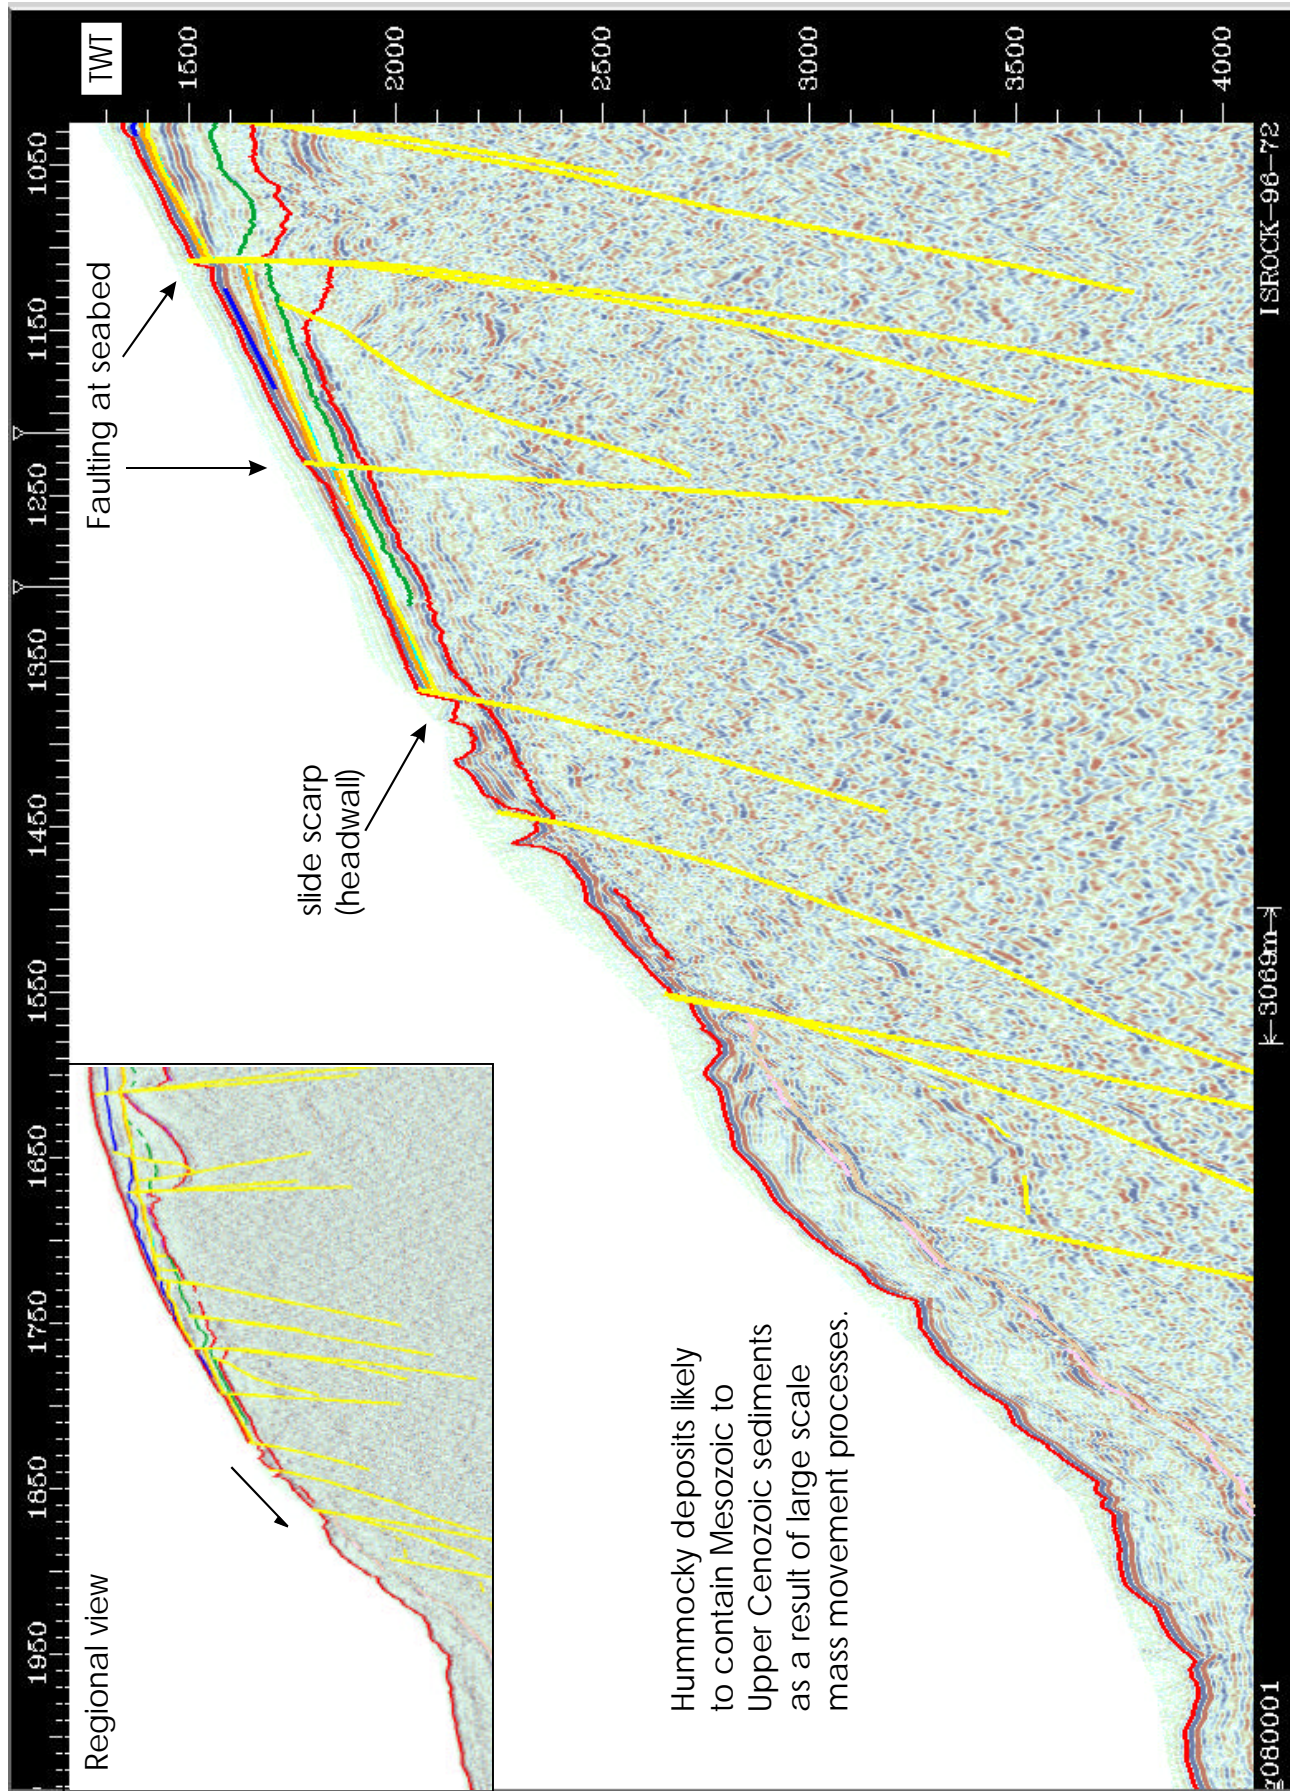 TWT
1500
2000
2500
3000
3500
4000
1050
1150
1250
1350
1450
1550
1650
1750
1850
1950
Faulting at seabed
slide scarp
(headwall)
Regional view
Hummocky deposits likely
to contain Mesozoic to
Upper Cenozoic sediments
as a result of large scale
mass movement processes.
ISROCK-96-72
3069m
080001